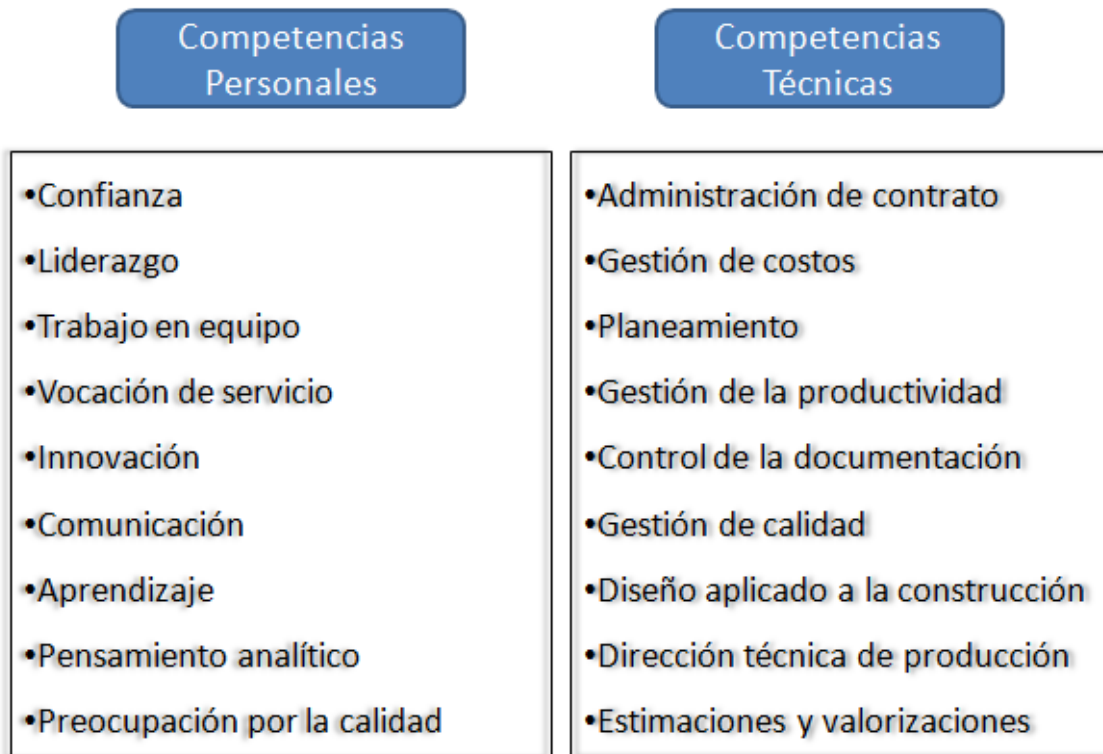 Competencias
Personales
Competencias
Técnicas
•Confianza
•Liderazgo
•Trabajo en equipo
•Vocación de servicio
•Innovación
•Comunicación
•Aprendizaje
•Pensamiento analítico
•Preocupación por la calidad
•Administración de contrato
•Gestión de costos
•Planeamiento
•Gestión de la productividad
•Control de la documentación
•Gestión de calidad
•Diseño aplicado a la construcción
•Dirección técnica de producción
•Estimaciones y valorizaciones